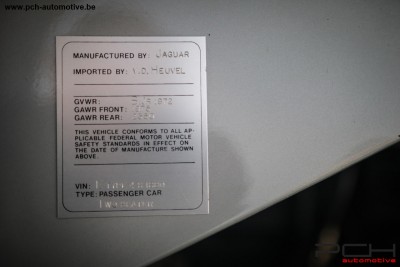 www.pch-automotive.be
MANUFACTURED BY: JAGUAR
IMPORTED BY: V.D. HEUVEL
GVWR:
GAWR FRONT:
GAWR REAR:
THIS VEHICLE CONFORMS TO ALL AP-
PLICABLE FEDERAL MOTOR VEHICLE
SAFETY STANDARDS IN EFFECT ON
THE DATE OF MANUFACTURE SHOWN
ABOVE.
VIN:
TYPE: PASSENGER CAR
PCH
automotive